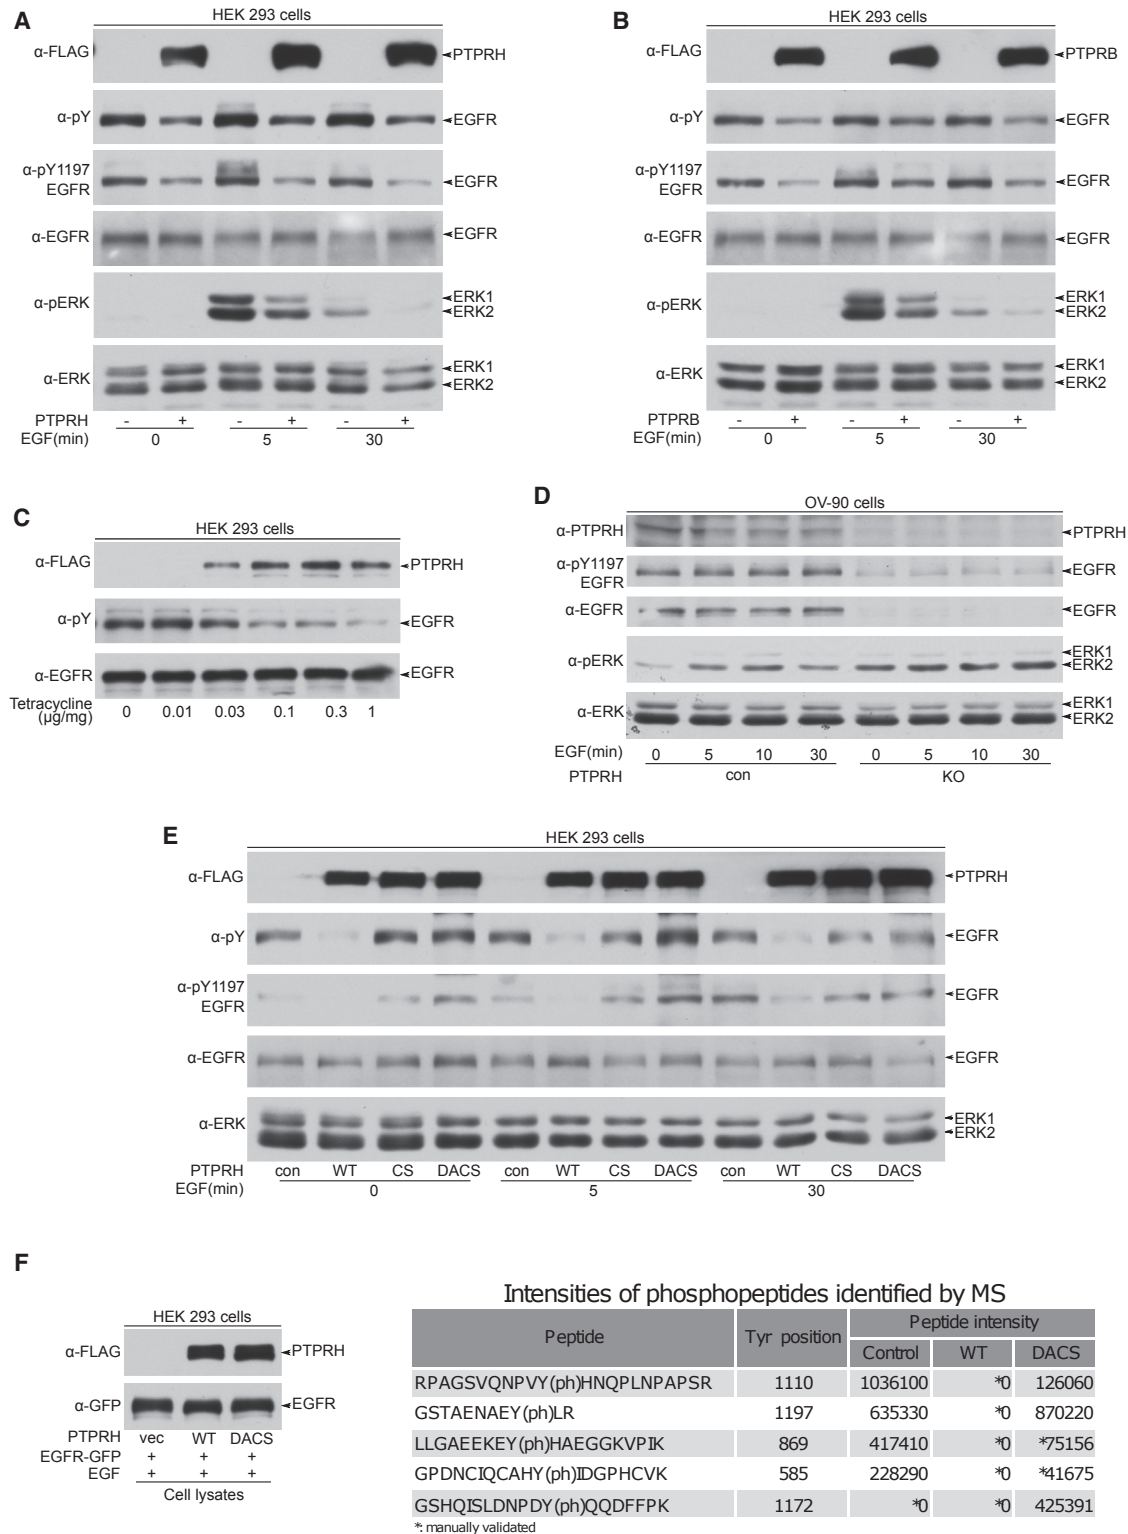 A
HEK 293 cells
α-FLAG
PTPRH
α-pY
EGFR
α-pY1197
EGFR
EGFR
α-EGFR
EGFR
α-pERK
ERK1
ERK2
α-ERK
ERK1
ERK2
PTPRH - + - + - +
EGF(min) 0 5 30
B
HEK 293 cells
α-FLAG
PTPRB
α-pY
EGFR
α-pY1197
EGFR
EGFR
α-EGFR
EGFR
α-pERK
ERK1
ERK2
α-ERK
ERK1
ERK2
PTPRB - + - + - +
EGF(min) 0 5 30
C
HEK 293 cells
α-FLAG
PTPRH
α-pY
EGFR
α-EGFR
EGFR
Tetracycline
(µg/mg) 0 0.01 0.03 0.1 0.3 1
D
OV-90 cells
α-PTPRH
PTPRH
α-pY1197
EGFR
EGFR
α-EGFR
EGFR
α-pERK
ERK1
ERK2
α-ERK
ERK1
ERK2
EGF(min) 0 5 10 30 0 5 10 30
PTPRH con KO
E
HEK 293 cells
α-FLAG
PTPRH
α-pY
EGFR
α-pY1197
EGFR
EGFR
α-EGFR
EGFR
α-ERK
ERK1
ERK2
PTPRH con WT CS DACS con WT CS DACS con WT CS DACS
EGF(min) 0 5 30
F
HEK 293 cells
α-FLAG
PTPRH
α-GFP
EGFR
PTPRH vec WT DACS
EGFR-GFP + + +
EGF + + +
Cell lysates
Intensities of phosphopeptides identified by MS
Peptide Tyr position Peptide intensity
Control WT DACS
RPAGSVQNPVY(ph)HNQPLNPAPSR 1110 1036100 *0 126060
GSTAENAEY(ph)LR 1197 635330 *0 870220
LLGAEEKEY(ph)HAEGGKVPIK 869 417410 *0 *75156
GPDNCIQCAHY(ph)IDGPHCVK 585 228290 *0 *41675
GSHQISLDNPDY(ph)QQDFFPK 1172 *0 *0 425391
*: manually validated